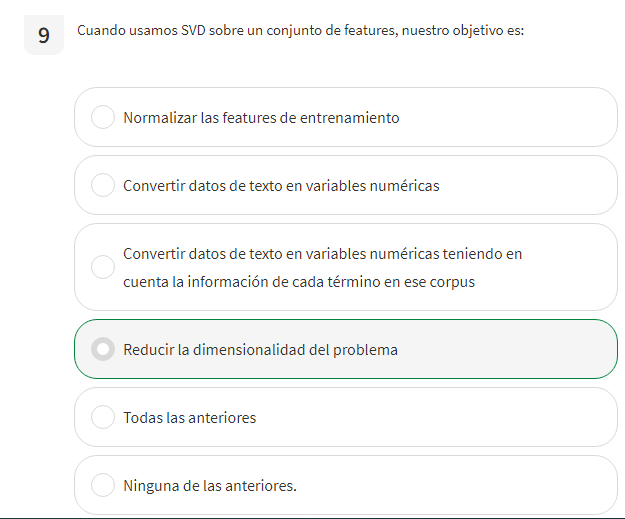 9
Cuando usamos SVD sobre un conjunto de features, nuestro objetivo es:
Normalizar las features de entrenamiento
Convertir datos de texto en variables numéricas
Convertir datos de texto en variables numéricas teniendo en
cuenta la información de cada término en ese corpus
Reducir la dimensionalidad del problema
Todas las anteriores
Ninguna de las anteriores.